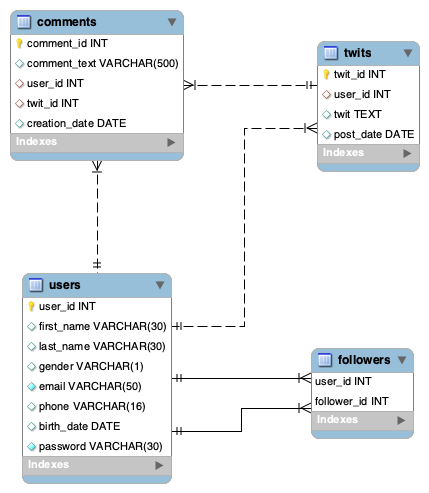 comments
comment_id INT
comment_text VARCHAR(500)
user_id INT
twit_id INT
creation_date DATE
Indexes
twits
twit_id INT
user_id INT
twit TEXT
post_date DATE
Indexes
users
user_id INT
first_name VARCHAR(30)
last_name VARCHAR(30)
gender VARCHAR(1)
email VARCHAR(50)
phone VARCHAR(16)
birth_date DATE
password VARCHAR(30)
Indexes
followers
user_id INT
follower_id INT
Indexes